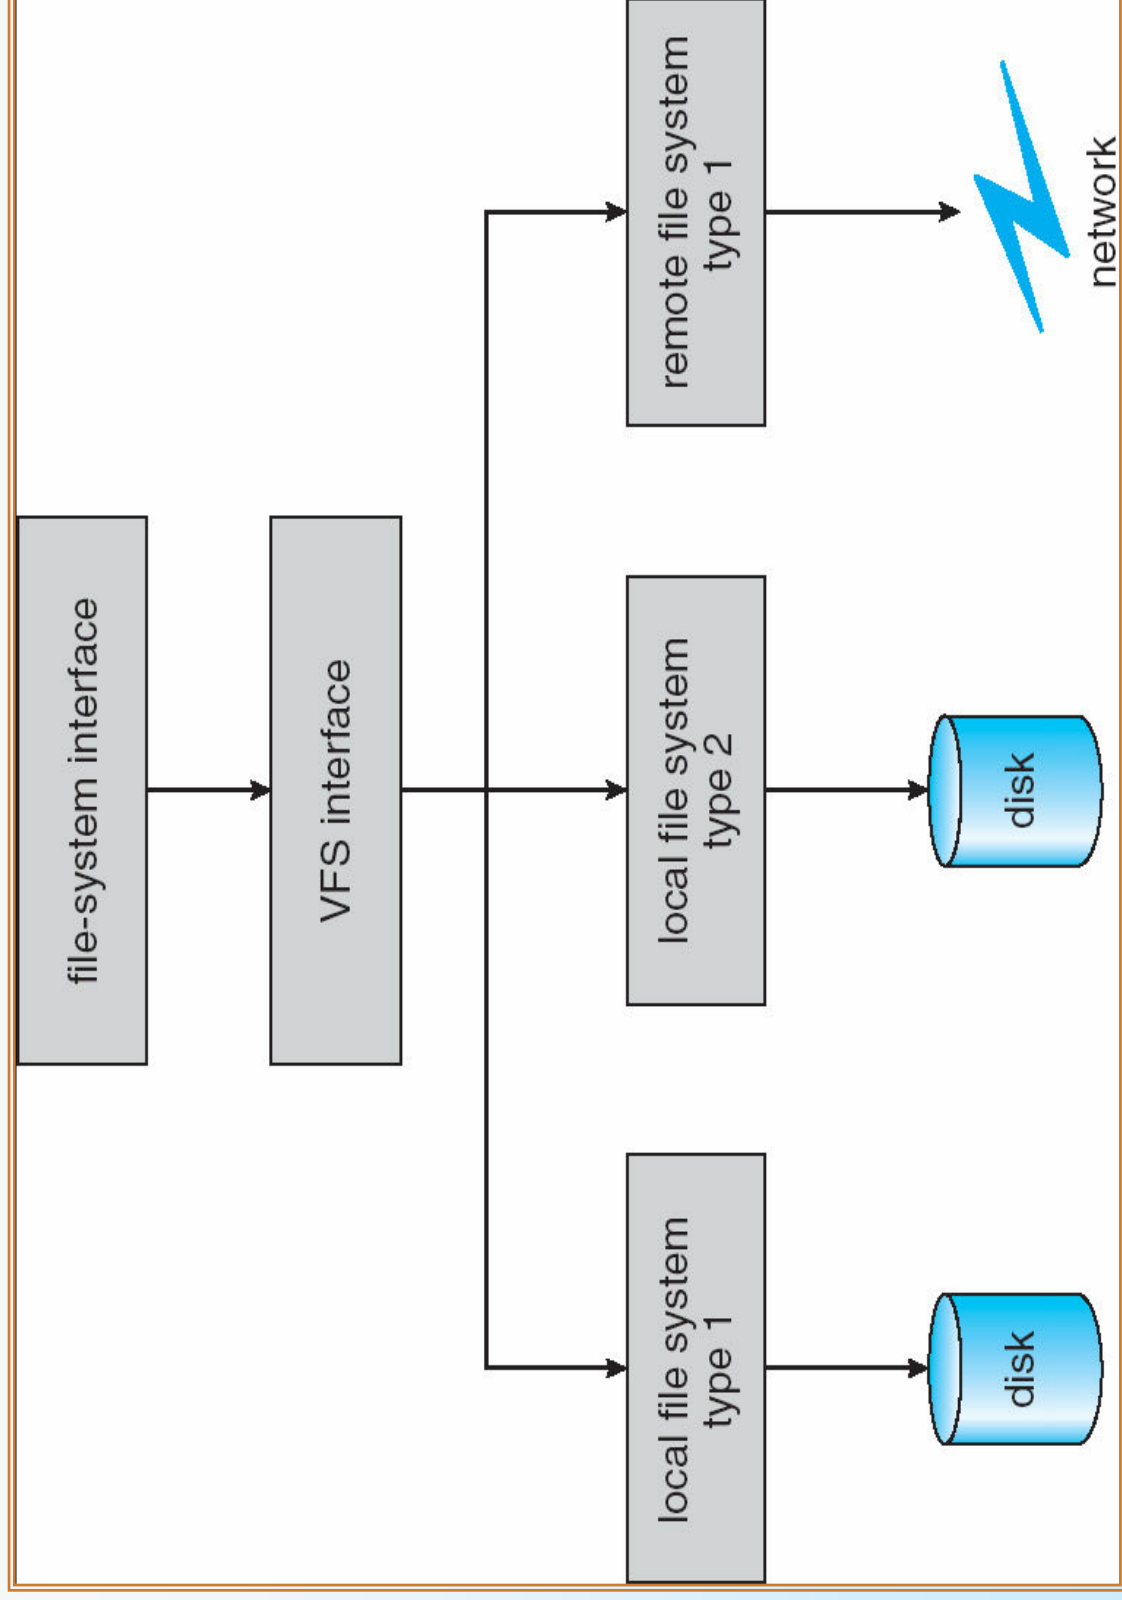 file-system interface
VFS interface
local file system
type 1
local file system
type 2
remote file system
type 1
disk
disk
network